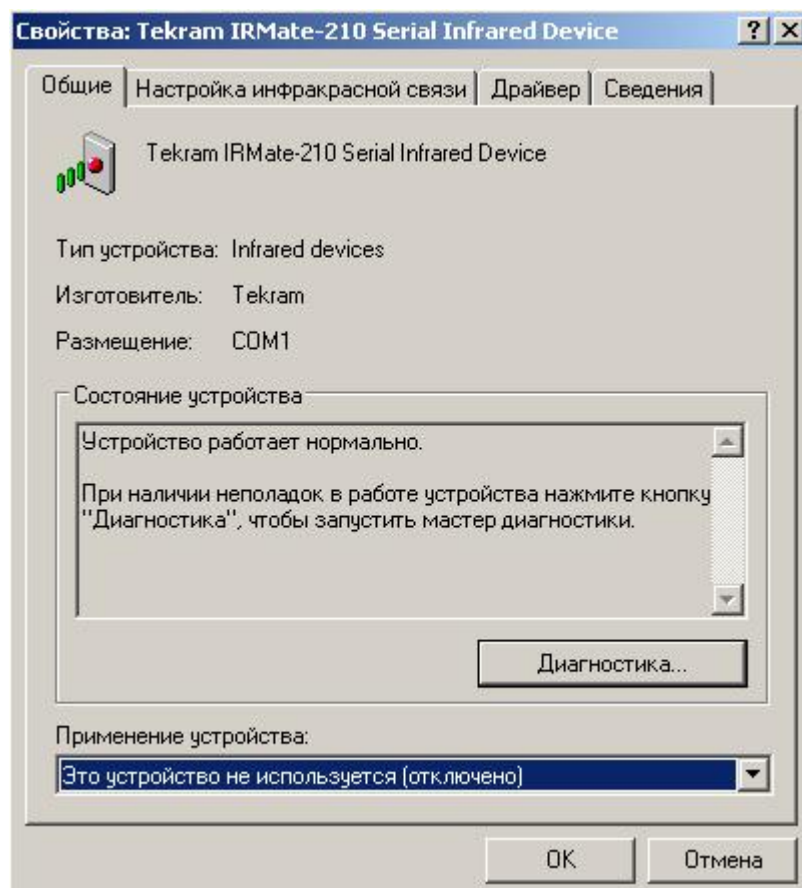 Свойства: Tekram IRMate-210 Serial Infrared Device
Общие Настройка инфракрасной связи Драйвер Сведения
Tekram IRMate-210 Serial Infrared Device
Тип устройства: Infrared devices
Изготовитель: Tekram
Размещение: COM1
Состояние устройства
Устройство работает нормально.
При наличии неполадок в работе устройства нажмите кнопку
"Диагностика", чтобы запустить мастер диагностики.
Диагностика...
Применение устройства:
Это устройство не используется (отключено)
ОК Отмена